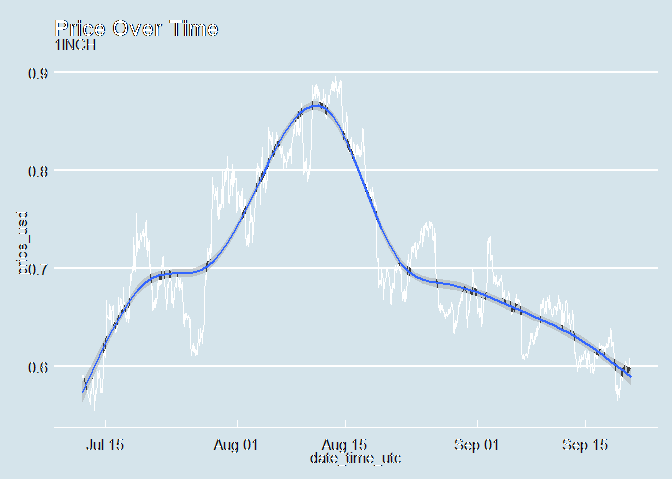 Price Over Time
1INCH
0.9
0.8
0.7
0.6
price_usd
Jul 15 Aug 01 Aug 15 Sep 01 Sep 15
date_time_utc